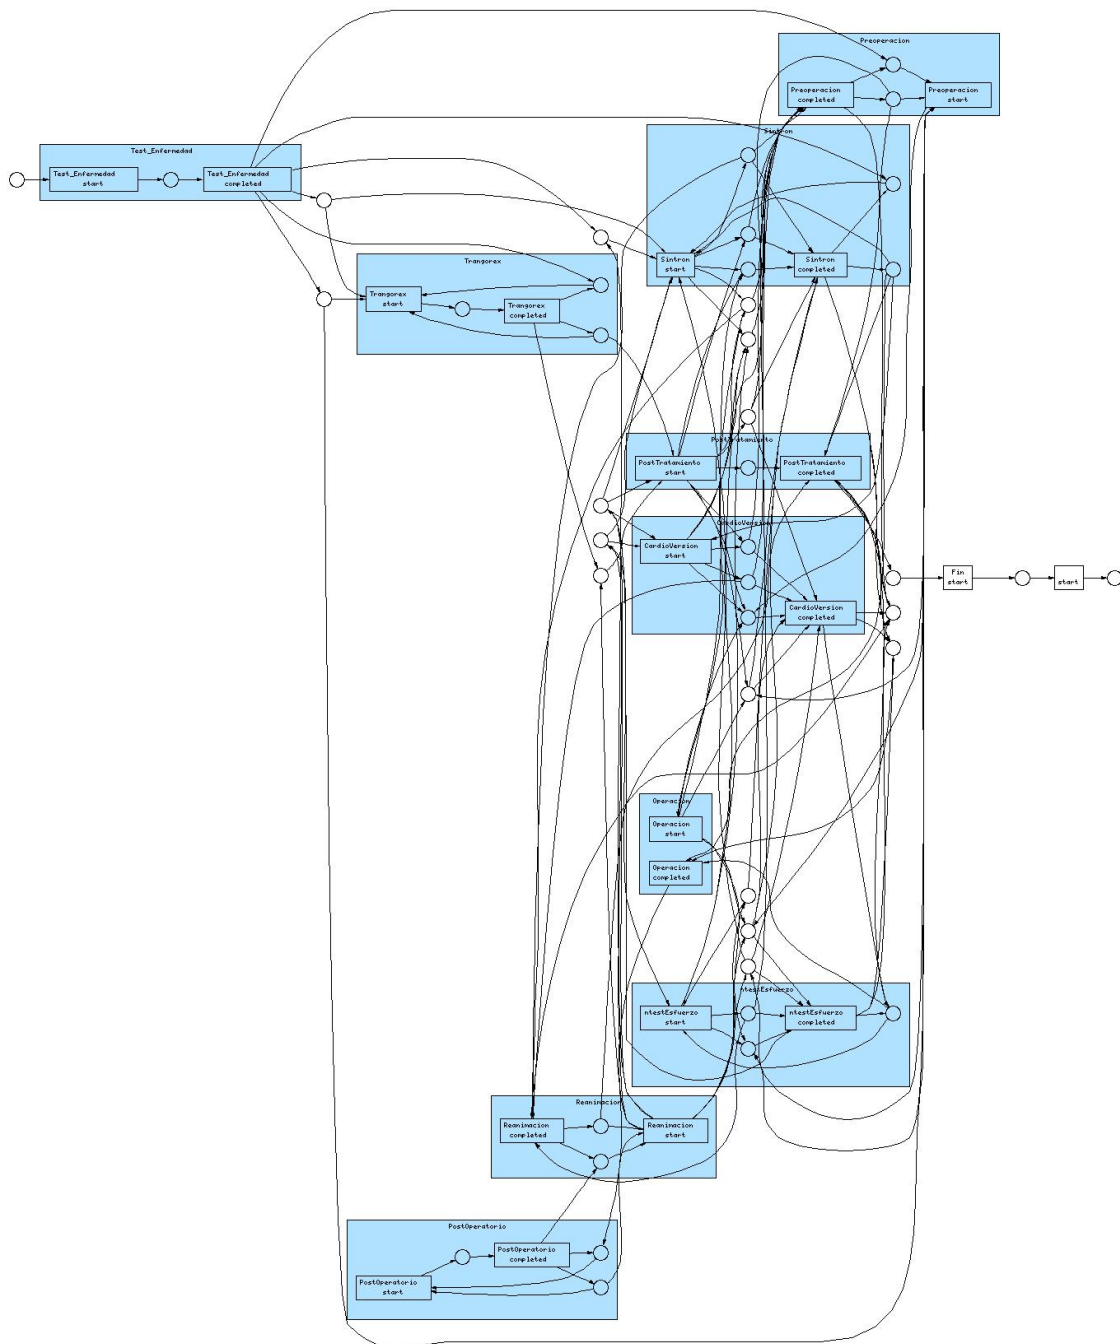 Preoperacion
Preoperacion
completed
Preoperacion
start
Sintron
Test_Enfermedad
Test_Enfermedad
start
Test_Enfermedad
completed
Trangorex
Sintron
start
Sintron
completed
Trangorex
start
Trangorex
completed
PostTratamiento
PostTratamiento
start
PostTratamiento
completed
CardioVersion
CardioVersion
start
Fin
start
start
CardioVersion
completed
Operacion
Operacion
start
Operacion
completed
ntestEsfuerzo
ntestEsfuerzo
start
ntestEsfuerzo
completed
Reanimacion
Reanimacion
completed
Reanimacion
start
PostOperatorio
PostOperatorio
completed
PostOperatorio
start